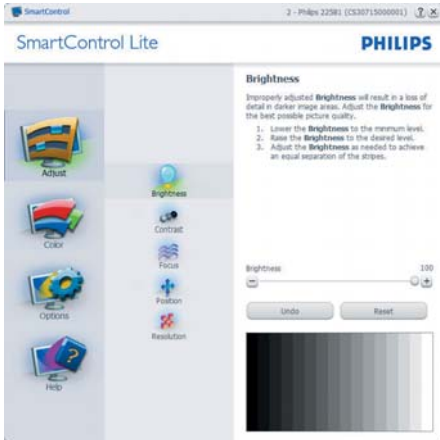 SmartControl
2 - Philips 225B1 (CS30715000001)
? X
SmartControl Lite
PHILIPS
Adjust
Color
Options
Help
Brightness
Contrast
Focus
Position
Resolution
Brightness
Improperly adjusted Brightness will result in a loss of
detail in darker image areas. Adjust the Brightness for
the best possible picture quality.
1. Lower the Brightness to the minimum level.
2. Raise the Brightness to the desired level.
3. Adjust the Brightness as needed to achieve
an equal separation of the stripes.
Brightness 100
Undo Reset